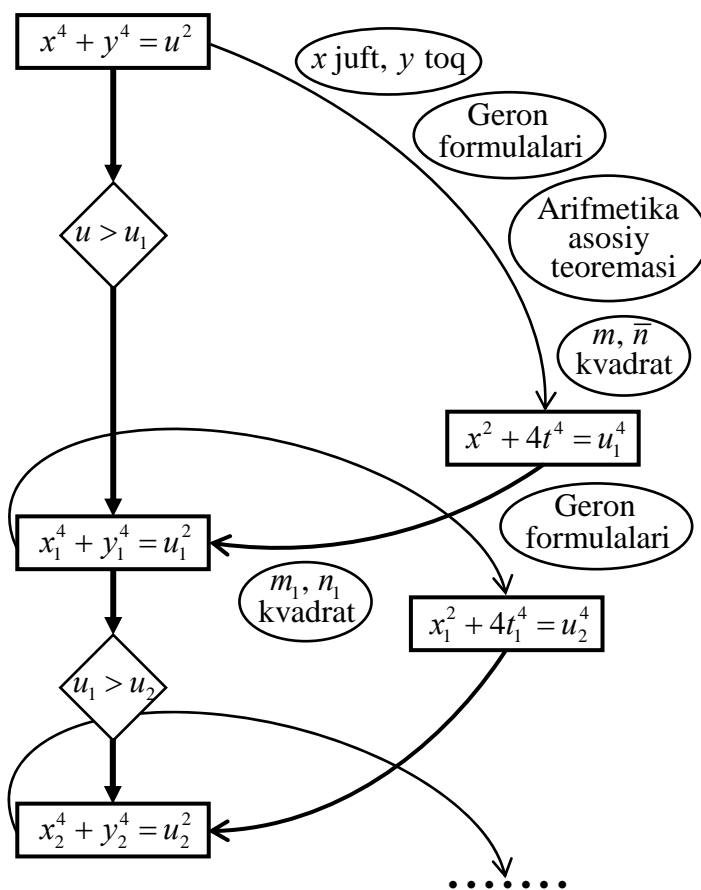 x⁴ + y⁴ = u²
x juft, y toq
Geron
formulalari
Arifmetika
asosiy
teoremasi
u > u₁
m, n̅
kvadrat
x² + 4t⁴ = u₁⁴
Geron
formulalari
x₁⁴ + y₁⁴ = u₁²
m₁, n₁
kvadrat
x₁² + 4t₁⁴ = u₂⁴
u₁ > u₂
x₂⁴ + y₂⁴ = u₂²
.......